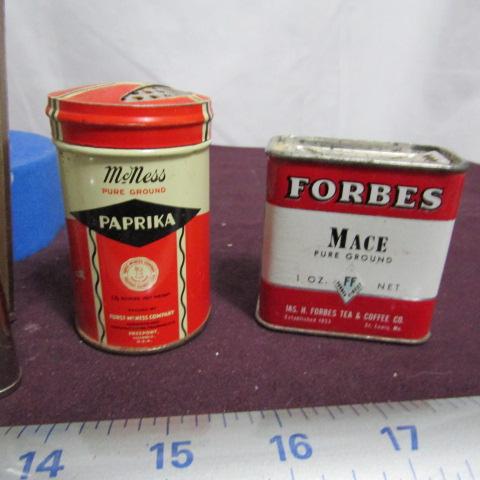 McNess
PURE GROUND
PAPRIKA
FURST-McNESS COMPANY
FREEPORT,
U.S.A.
FORBES
MACE
PURE GROUND
1 OZ. FF NET
JAS. H. FORBES TEA & COFFEE CO.
Established 1853
St. Louis, Mo.
14 15 16 17